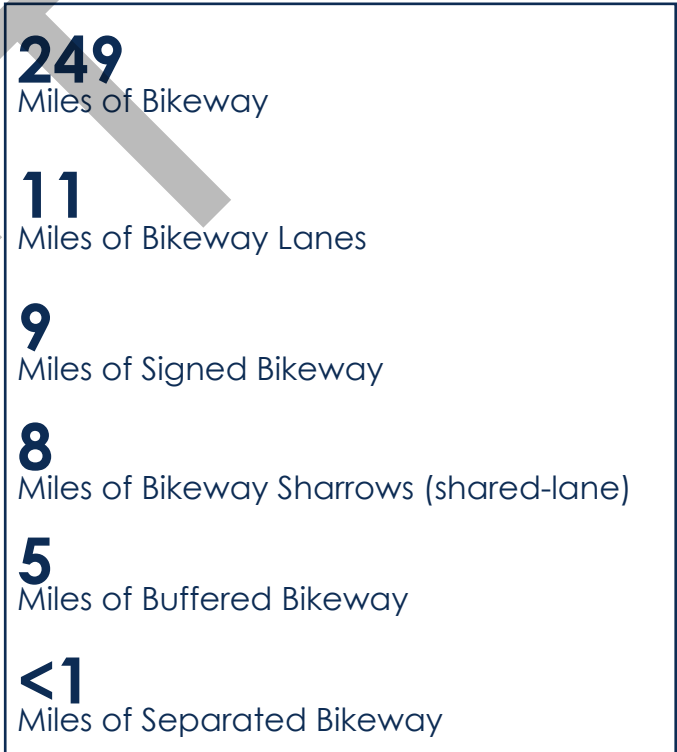 249
Miles of Bikeway
11
Miles of Bikeway Lanes
9
Miles of Signed Bikeway
8
Miles of Bikeway Sharrows (shared-lane)
5
Miles of Buffered Bikeway
<1
Miles of Separated Bikeway